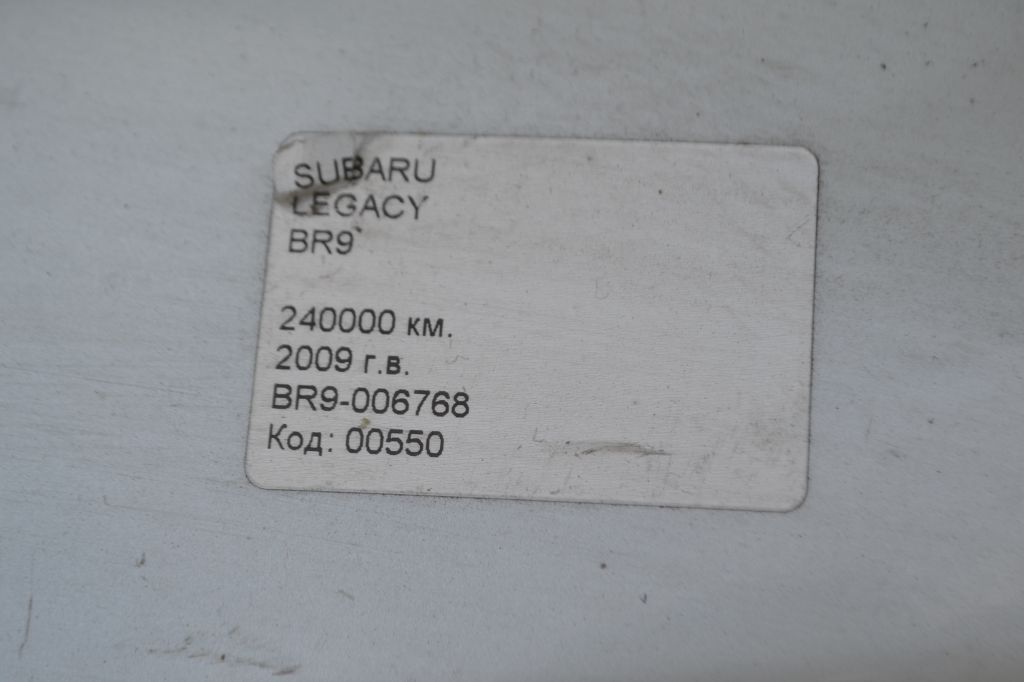 SUBARU
LEGACY
BR9
240000 км.
2009 г.в.
BR9-006768
Код: 00550